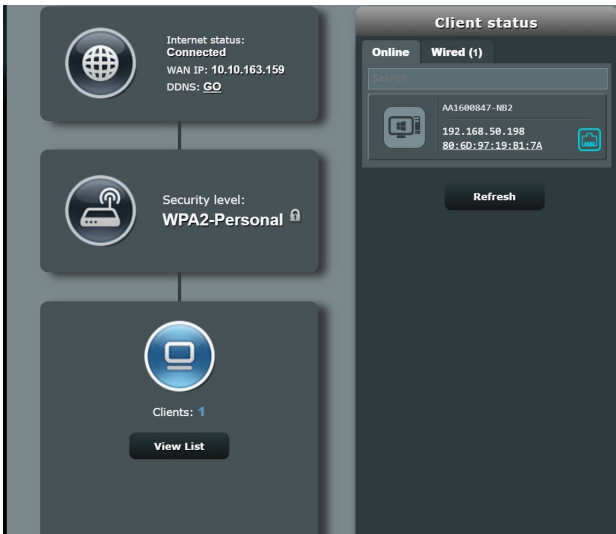 Internet status:
Connected
WAN IP: 10.10.163.159
DDNS: GO
Security level:
WPA2-Personal
Clients: 1
View List
Client status
Online Wired (1)
Search
AA1600847-NB2
192.168.50.198
80:6D:97:19:B1:7A
Refresh